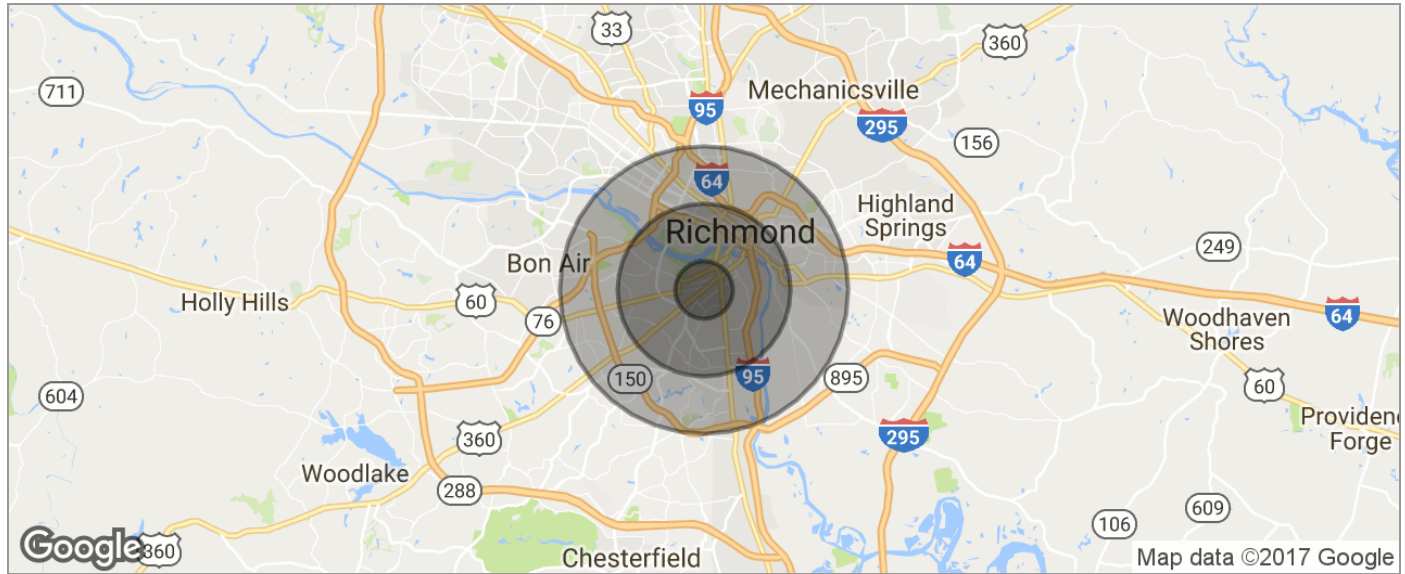 33
360
711
95
Mechanicsville
295
156
64
Highland
Springs
Richmond
249
64
Bon Air
Holly Hills
60
76
64
Woodhaven
Shores
150
95
895
60
604
Providenc
Forge
360
295
Woodlake
288
609
106
Google
360
Chesterfield
Map data ©2017 Google